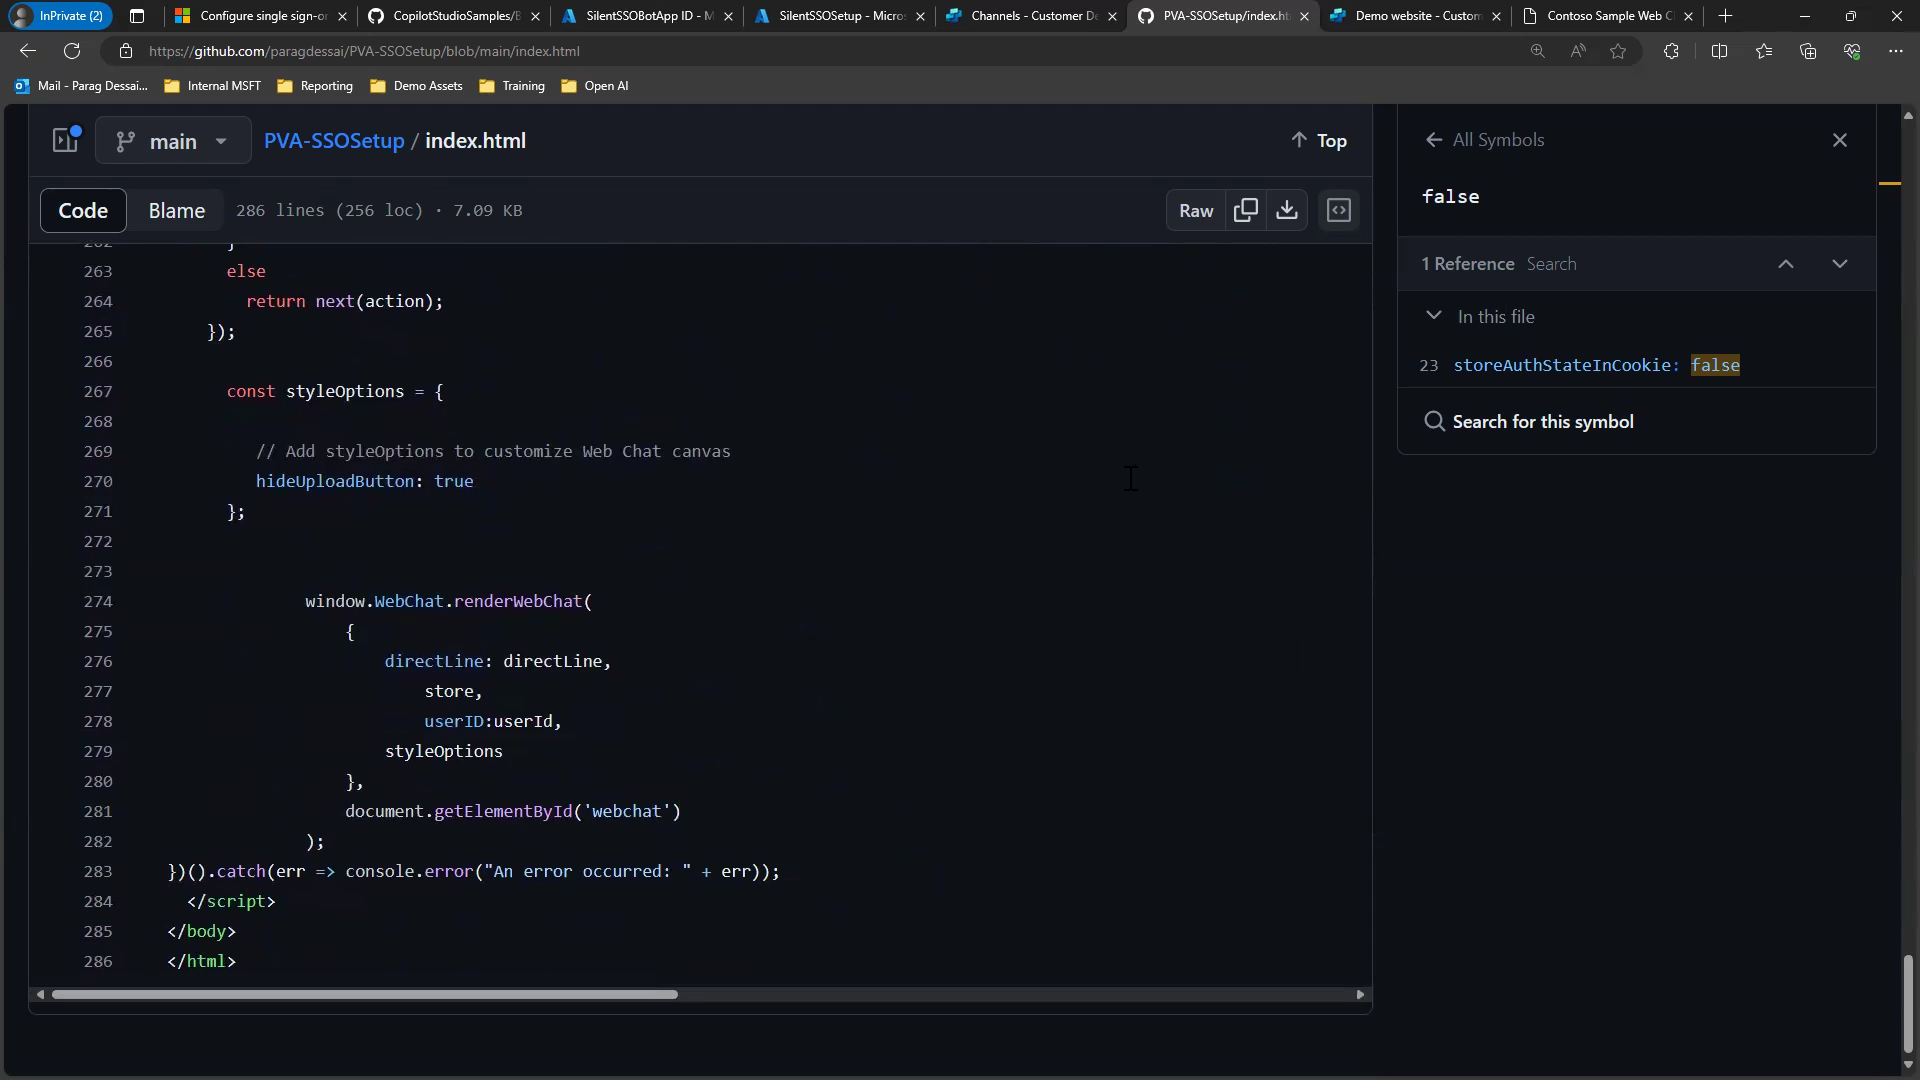 InPrivate (2)
Configure single sign-o
CopilotStudioSamples/B
SilentSSOBotApp ID - M
SilentSSOSetup - Micros
Channels - Customer De
PVA-SSOSetup/index.ht
Demo website - Custom
Contoso Sample Web C
https://github.com/paragdessai/PVA-SSOSetup/blob/main/index.html
Mail - Parag Dessai...
Internal MSFT
Reporting
Demo Assets
Training
Open AI
main
PVA-SSOSetup / index.html
Top
All Symbols
false
Code
Blame
286 lines (256 loc) · 7.09 KB
Raw
1 Reference Search
In this file
23 storeAuthStateInCookie: false
Search for this symbol
262 }
263 else
264 return next(action);
265 });
266
267 const styleOptions = {
268
269 // Add styleOptions to customize Web Chat canvas
270 hideUploadButton: true
271 };
272
273
274 window.WebChat.renderWebChat(
275 {
276 directLine: directLine,
277 store,
278 userID:userId,
279 styleOptions
280 },
281 document.getElementById('webchat')
282 );
283 })().catch(err => console.error("An error occurred: " + err));
284 </script>
285 </body>
286 </html>